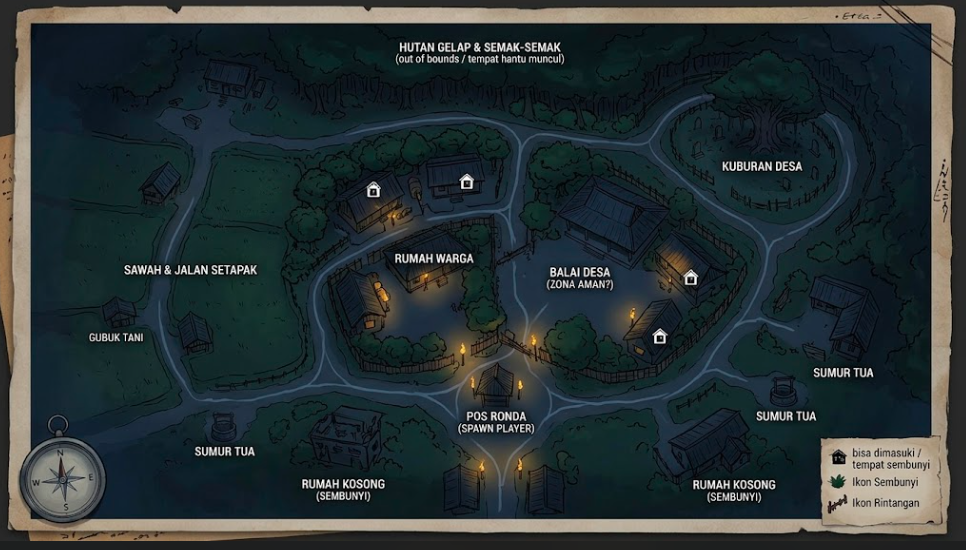 HUTAN GELAP & SEMAK-SEMAK
(out of bounds / tempat hantu muncul)
KUBURAN DESA
RUMAH WARGA
SAWAH & JALAN SETAPAK
BALAI DESA
(ZONA AMAN?)
GUBUK TANI
SUMUR TUA
SUMUR TUA
POS RONDA
(SPAWN PLAYER)
SUMUR TUA
RUMAH KOSONG
(SEMBUNYI)
RUMAH KOSONG
(SEMBUNYI)
N
W
E
S
bisa dimasuki /
tempat sembunyi
Ikon Sembunyi
Ikon Rintangan